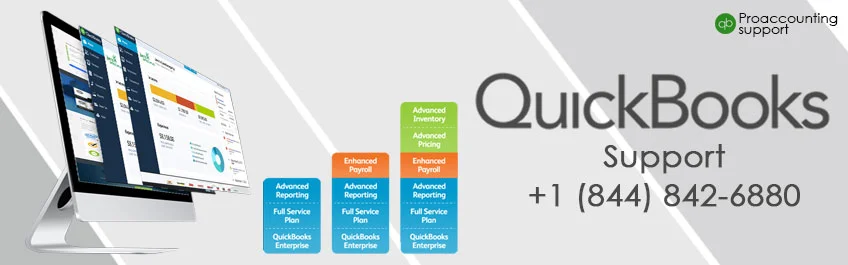 qb Proaccounting
support
QuickBooks
Support
+1 (844) 842-6880
Advanced
Reporting
Full Service
Plan
QuickBooks
Enterprise
Enhanced
Payroll
Advanced
Reporting
Full Service
Plan
QuickBooks
Enterprise
Advanced
Inventory
Advanced
Pricing
Enhanced
Payroll
Advanced
Reporting
Full Service
Plan
QuickBooks
Enterprise